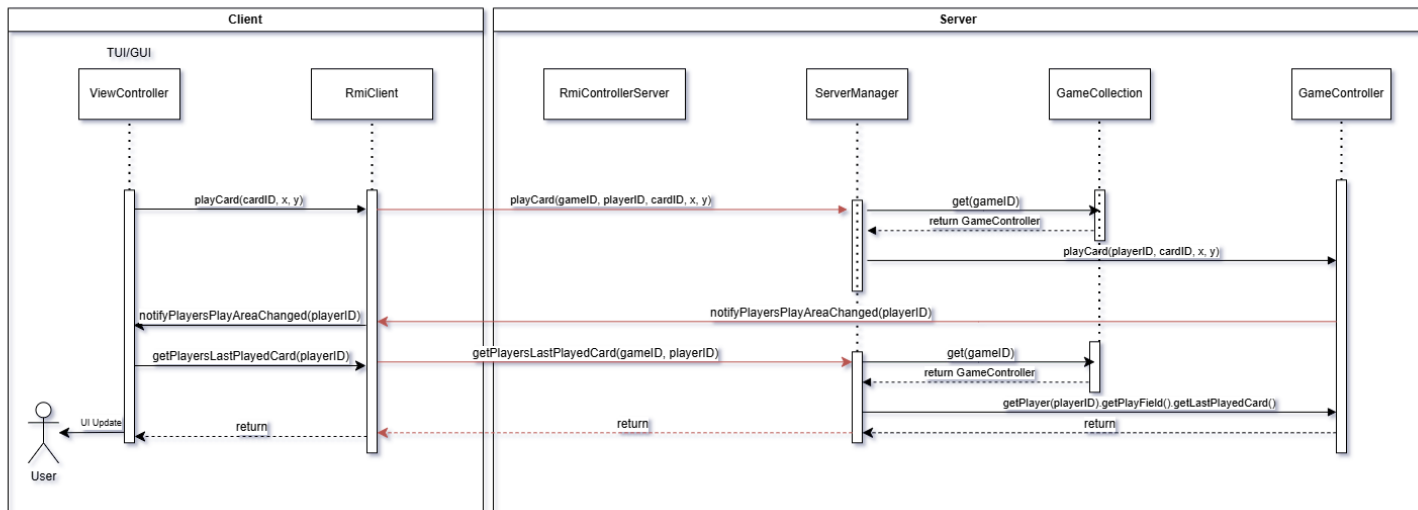 Client
Server
TUI/GUI
ViewController
RmiClient
RmiControllerServer
ServerManager
GameCollection
GameController
playCard(cardID, x, y)
playCard(gameID, playerID, cardID, x, y)
get(gameID)
return GameController
playCard(playerID, cardID, x, y)
notifyPlayersPlayAreaChanged(playerID)
notifyPlayersPlayAreaChanged(playerID)
getPlayersLastPlayedCard(playerID)
getPlayersLastPlayedCard(gameID, playerID)
get(gameID)
return GameController
getPlayer(playerID).getPlayField().getLastPlayedCard()
UI Update
return
return
return
User